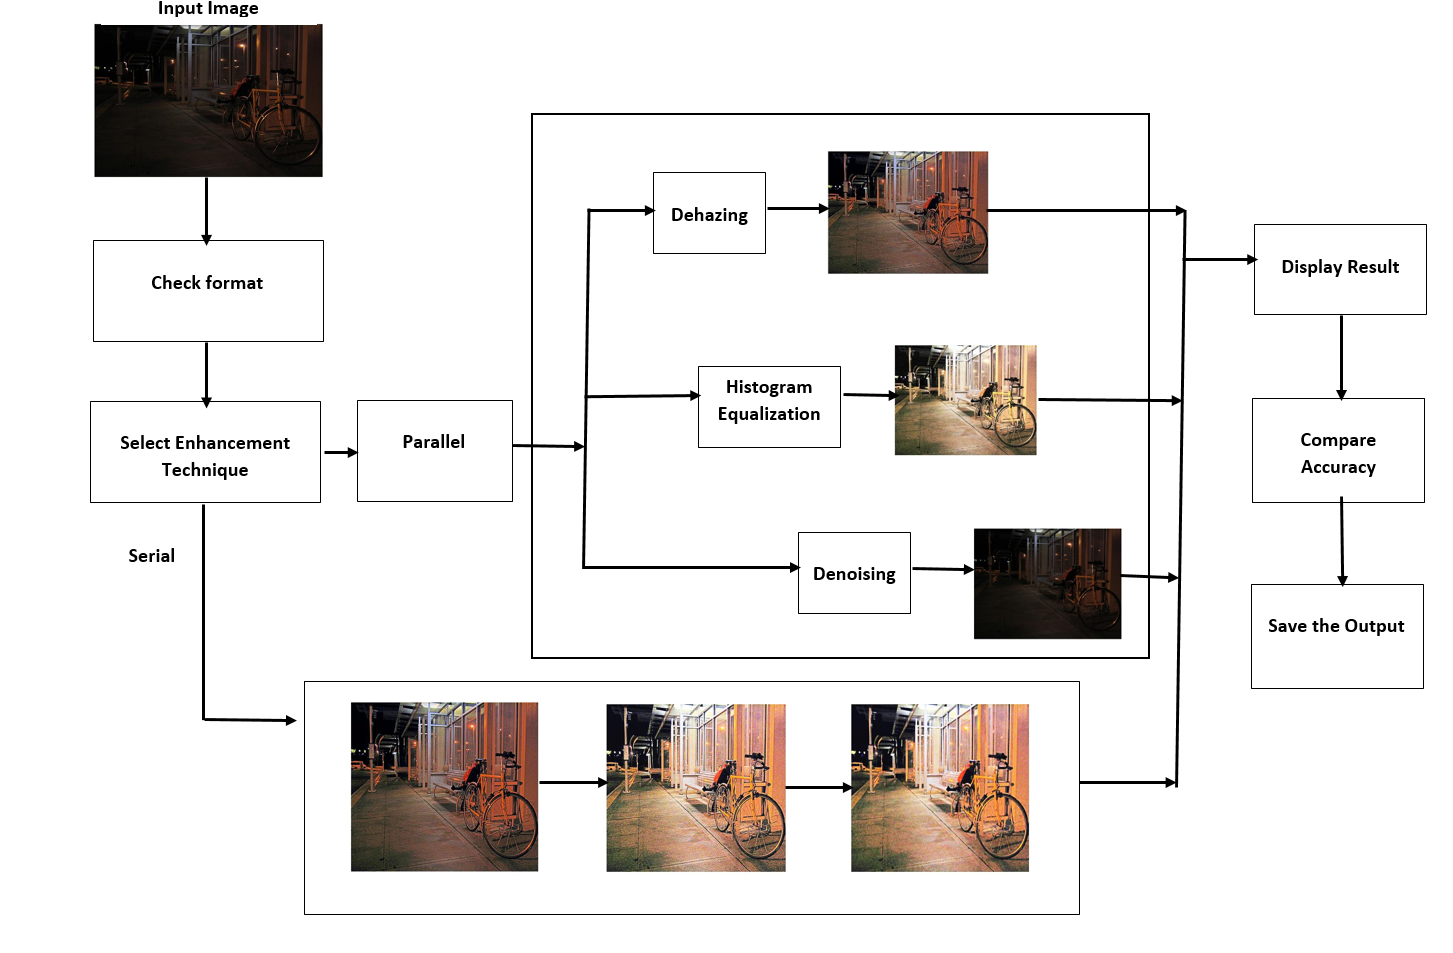 Input Image
Check format
Select Enhancement
Technique
Parallel
Serial
Dehazing
Histogram
Equalization
Denoising
Display Result
Compare
Accuracy
Save the Output